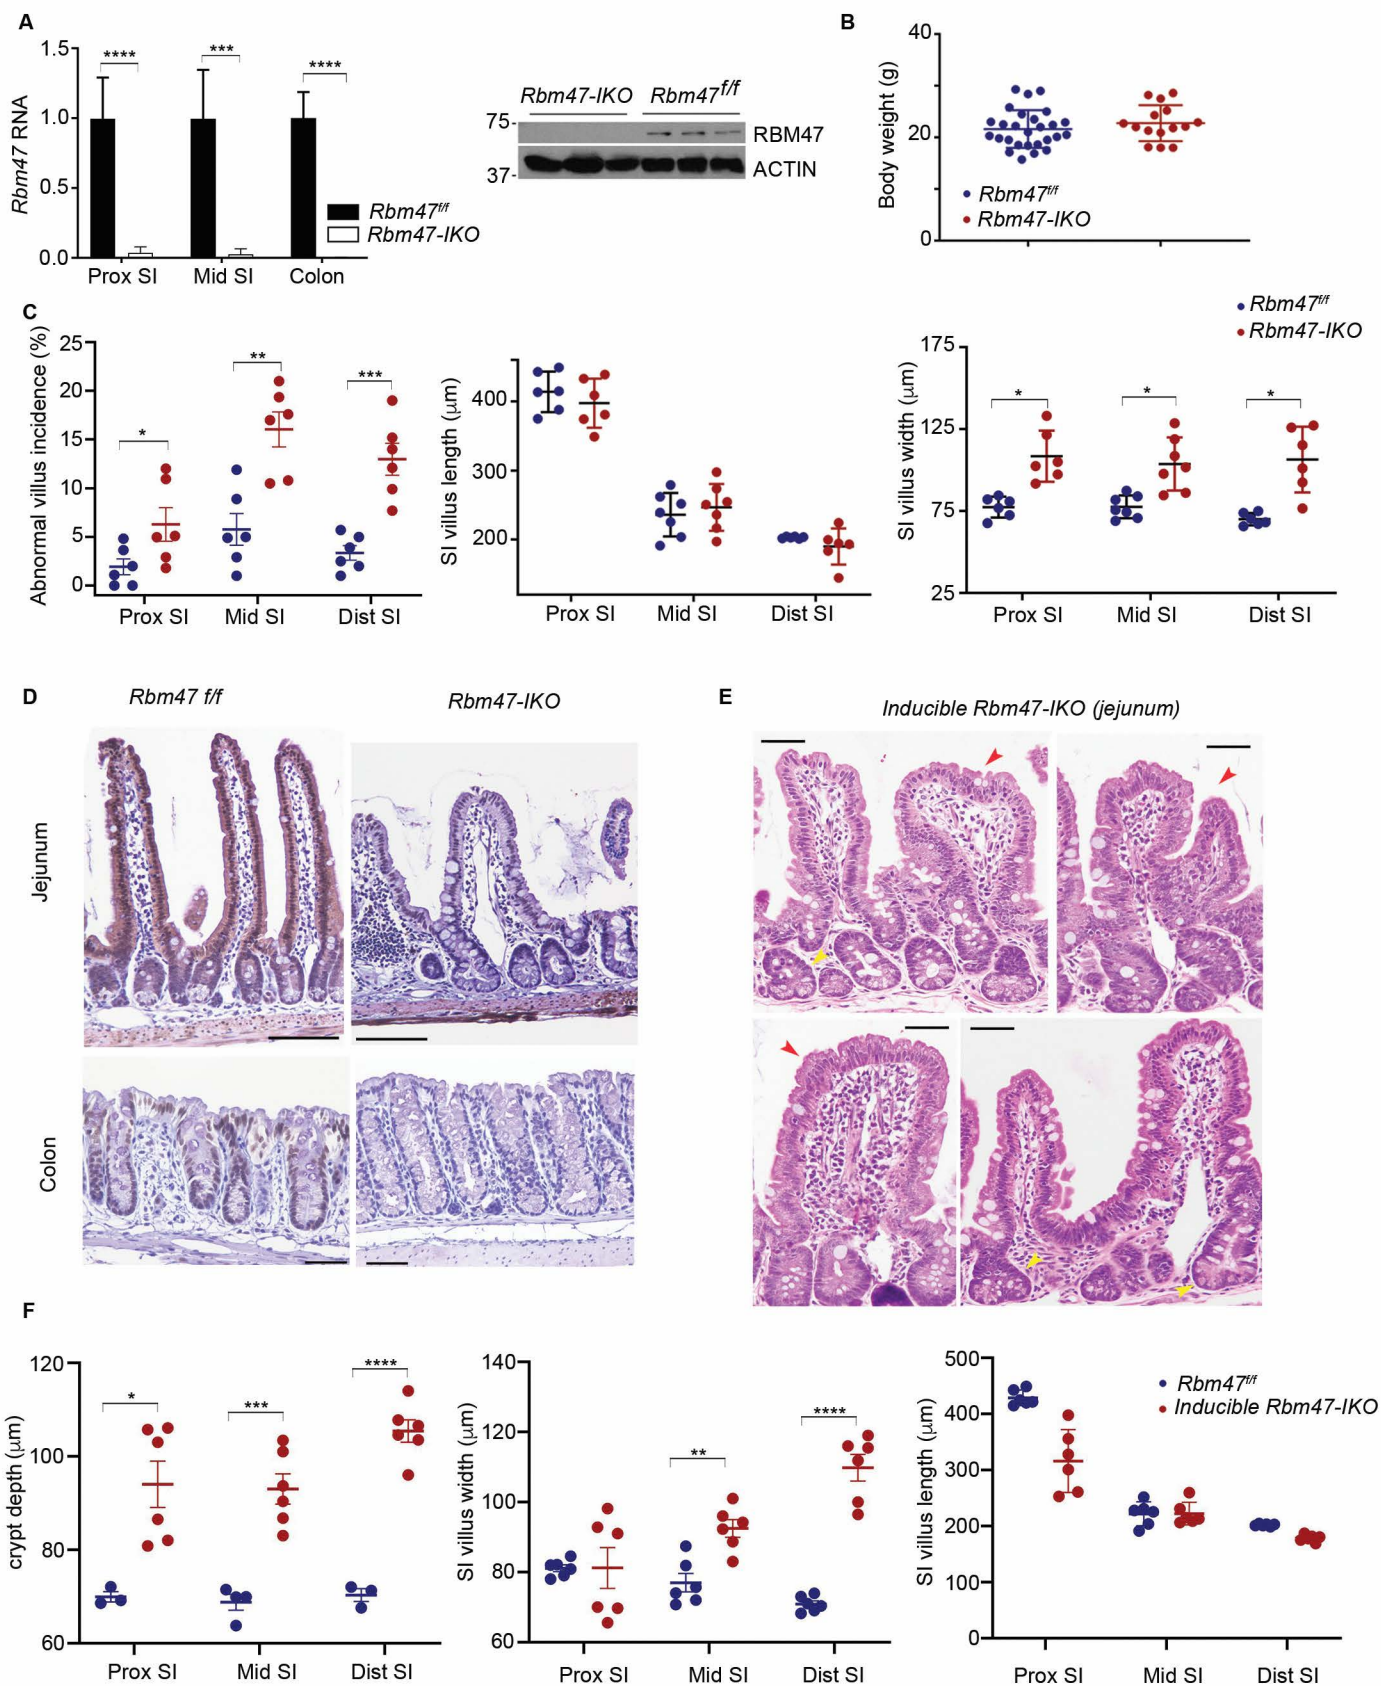 A
Rbm47 RNA
1.5
1.0
0.5
0.0
****
***
****
Prox SI Mid SI Colon
Rbm47f/f
Rbm47-IKO
Rbm47-IKO Rbm47f/f
75-
37-
RBM47
ACTIN
B
Body weight (g)
40
20
0
Rbm47f/f
Rbm47-IKO
C
Rbm47f/f
Rbm47-IKO
Abnormal villus incidence (%)
25
20
15
10
5
0
*
**
***
Prox SI Mid SI Dist SI
SI villus length (µm)
400
300
200
Prox SI Mid SI Dist SI
SI villus width (µm)
175
125
75
25
*
*
*
Prox SI Mid SI Dist SI
D
Rbm47 f/f
Rbm47-IKO
Jejunum
Colon
E
Inducible Rbm47-IKO (jejunum)
F
crypt depth (µm)
120
100
80
60
*
***
****
Prox SI Mid SI Dist SI
SI villus width (µm)
140
120
100
80
60
**
****
Prox SI Mid SI Dist SI
SI villus length (µm)
500
400
300
200
100
0
Rbm47f/f
Inducible Rbm47-IKO
Prox SI Mid SI Dist SI